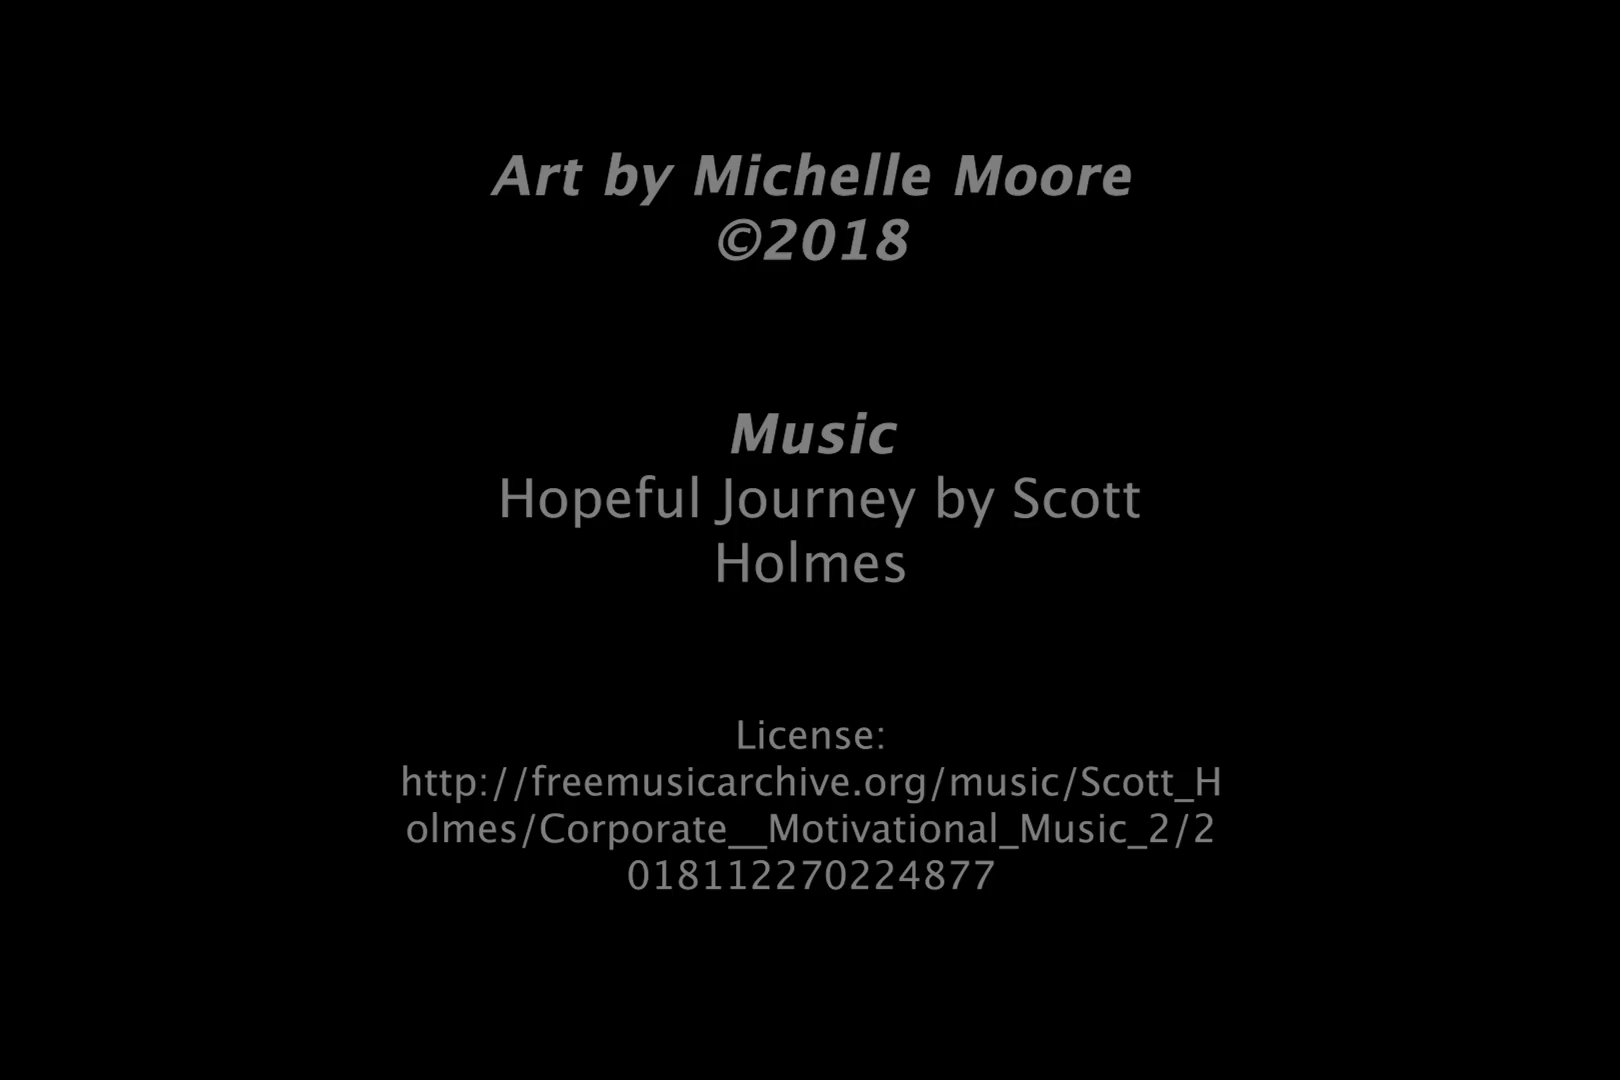 Art by Michelle Moore
©2018
Music
Hopeful Journey by Scott
Holmes
License:
http://freemusicarchive.org/music/Scott_H
olmes/Corporate__Motivational_Music_2/2
018112270224877